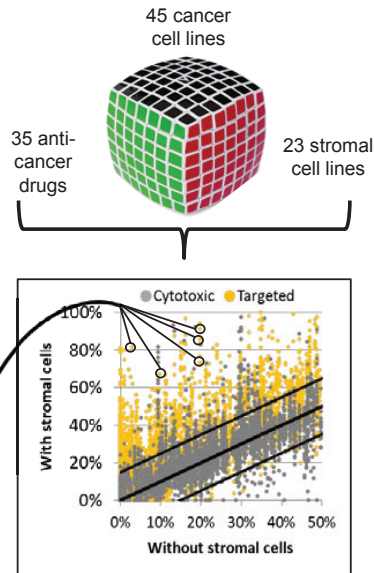 45 cancer
cell lines
35 anti-
cancer
drugs
23 stromal
cell lines
Cytotoxic Targeted
With stromal cells
100%
80%
60%
40%
20%
0%
0% 10% 20% 30% 40% 50%
Without stromal cells